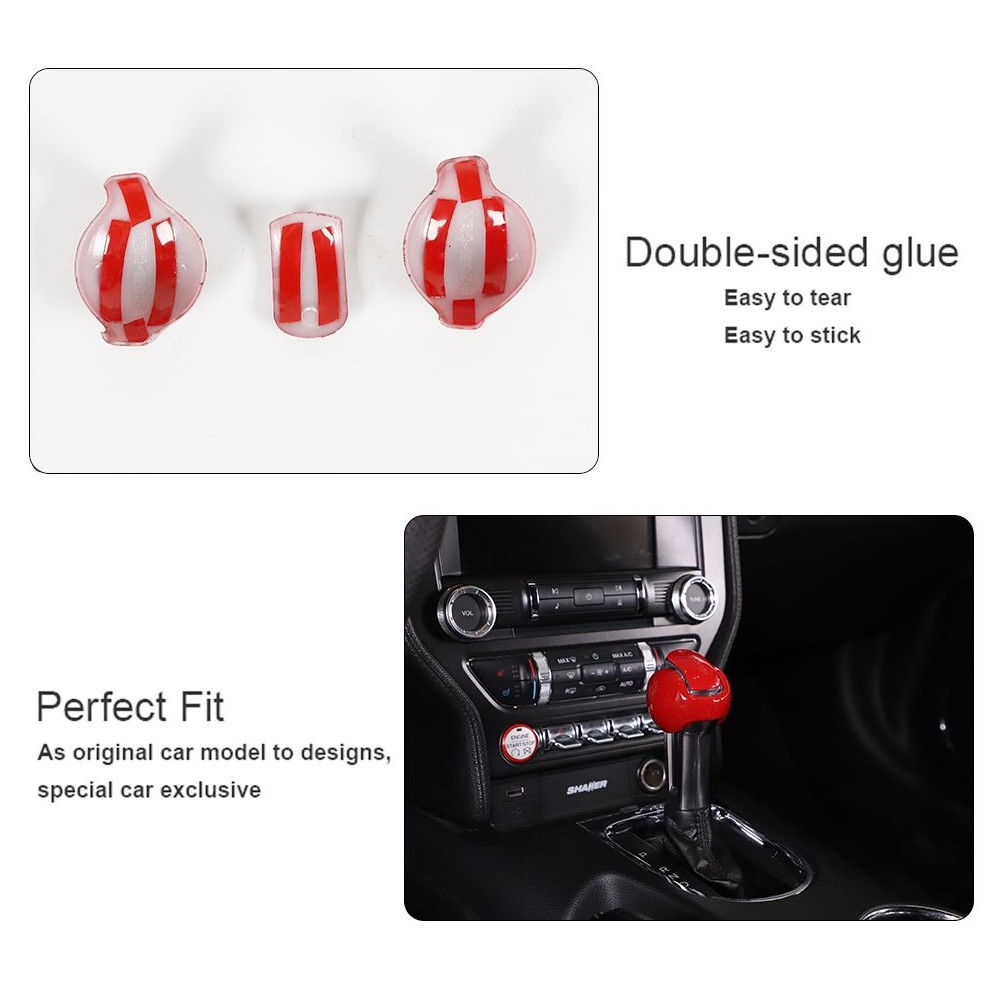 Double-sided glue
Easy to tear
Easy to stick
Perfect Fit
As original car model to designs,
special car exclusive
VOL
TUNE
MAX
MAX A/C
A/C
AUTO
ENGINE
START/STOP
SHAKER
P
R
N
D